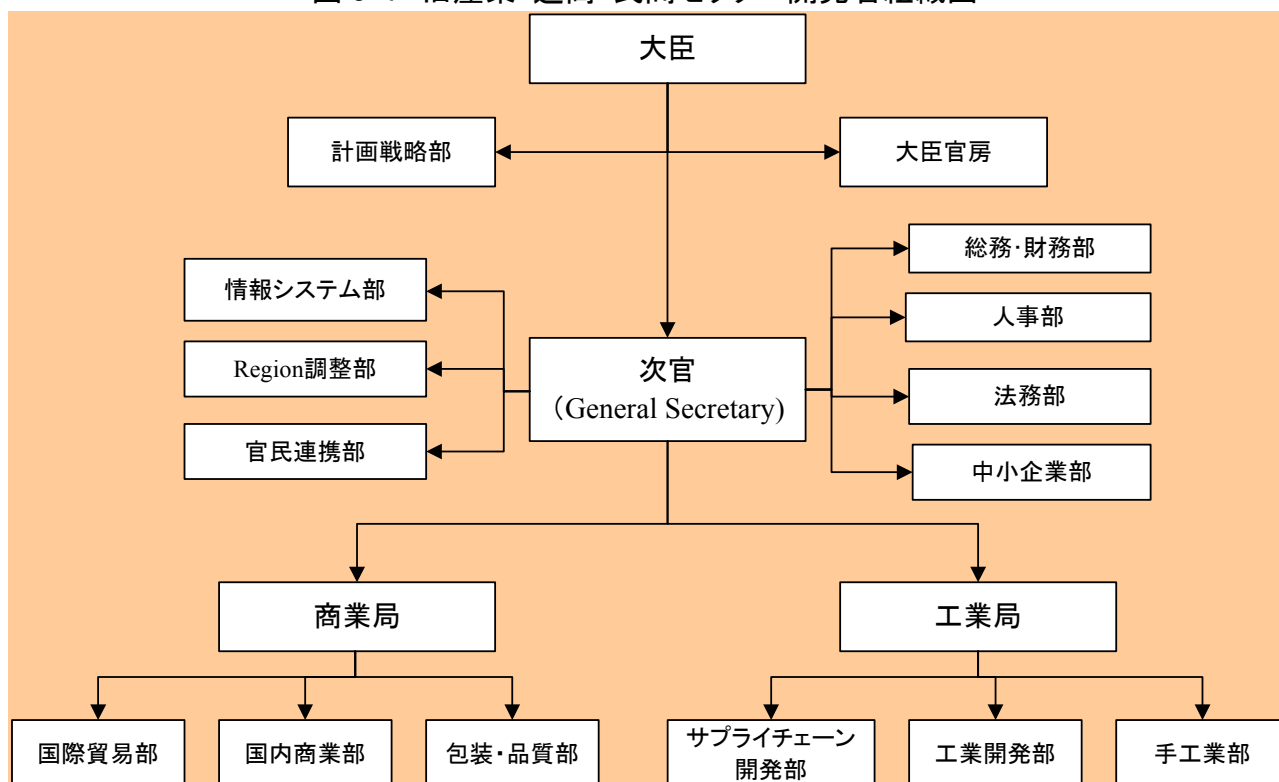 大臣
計画戦略部
大臣官房
総務･財務部
情報システム部
人事部
Region調整部
次官
（General Secretary)
法務部
官民連携部
中小企業部
商業局
工業局
国際貿易部
国内商業部
包装・品質部
サプライチェーン
開発部
工業開発部
手工業部